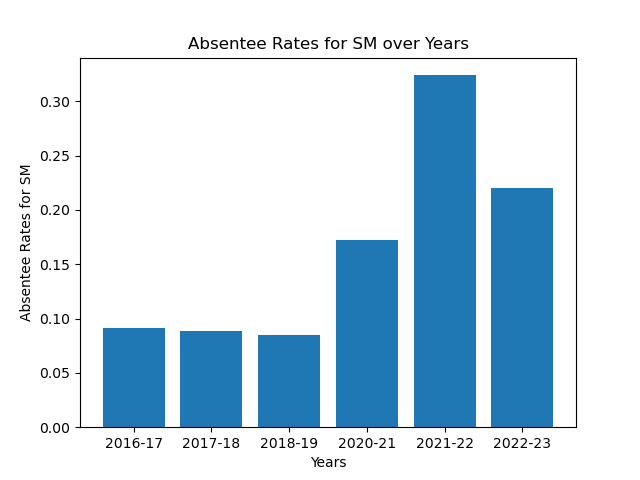 Absentee Rates for SM over Years
Absentee Rates for SM
0.30
0.25
0.20
0.15
0.10
0.05
0.00
2016-17 2017-18 2018-19 2020-21 2021-22 2022-23
Years